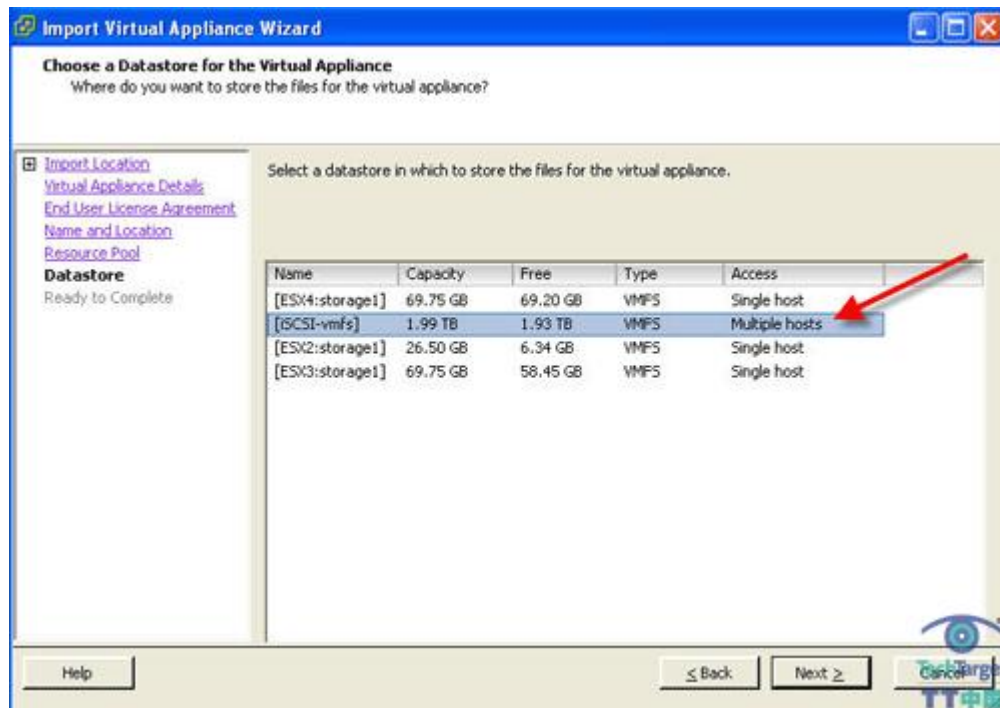 Import Virtual Appliance Wizard
Choose a Datastore for the Virtual Appliance
Where do you want to store the files for the virtual appliance?
Import Location
Virtual Appliance Details
End User License Agreement
Name and Location
Resource Pool
Datastore
Ready to Complete
Select a datastore in which to store the files for the virtual appliance.
Name Capacity Free Type Access
[ESX4:storage1] 69.75 GB 69.20 GB VMFS Single host
[iSCSI-vmfs] 1.99 TB 1.93 TB VMFS Multiple hosts
[ESX2:storage1] 26.50 GB 6.34 GB VMFS Single host
[ESX3:storage1] 69.75 GB 58.45 GB VMFS Single host
Help
≤ Back
Next ≥
Cancel
TechTarge
TT中国